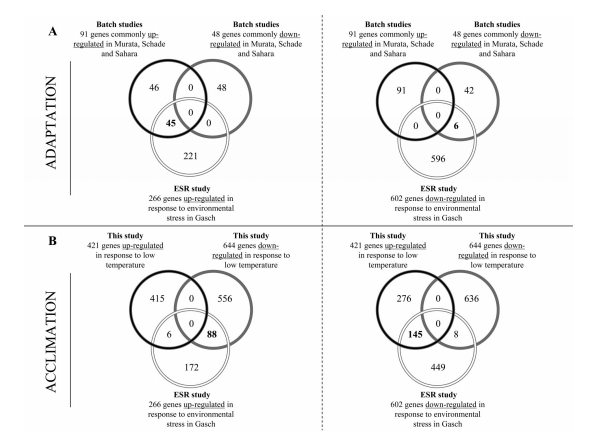 A
ADAPTATION
Batch studies
91 genes commonly up-
regulated in Murata, Schade
and Sahara
Batch studies
48 genes commonly down-
regulated in Murata, Schade
and Sahara
46
0
48
0
45
0
221
ESR study
266 genes up-regulated in
response to environmental
stress in Gasch
Batch studies
91 genes commonly up-
regulated in Murata, Schade
and Sahara
Batch studies
48 genes commonly down-
regulated in Murata, Schade
and Sahara
91
0
42
0
0
6
596
ESR study
602 genes down-regulated in
response to environmental
stress in Gasch
B
ACCLIMATION
This study
421 genes up-regulated
in response to low
temperature
This study
644 genes down-
regulated in response to
low temperature
415
0
556
0
6
88
172
ESR study
266 genes up-regulated in
response to environmental
stress in Gasch
This study
421 genes up-regulated
in response to low
temperature
This study
644 genes down-
regulated in response to
low temperature
276
0
636
0
145
8
449
ESR study
602 genes down-regulated in
response to environmental
stress in Gasch